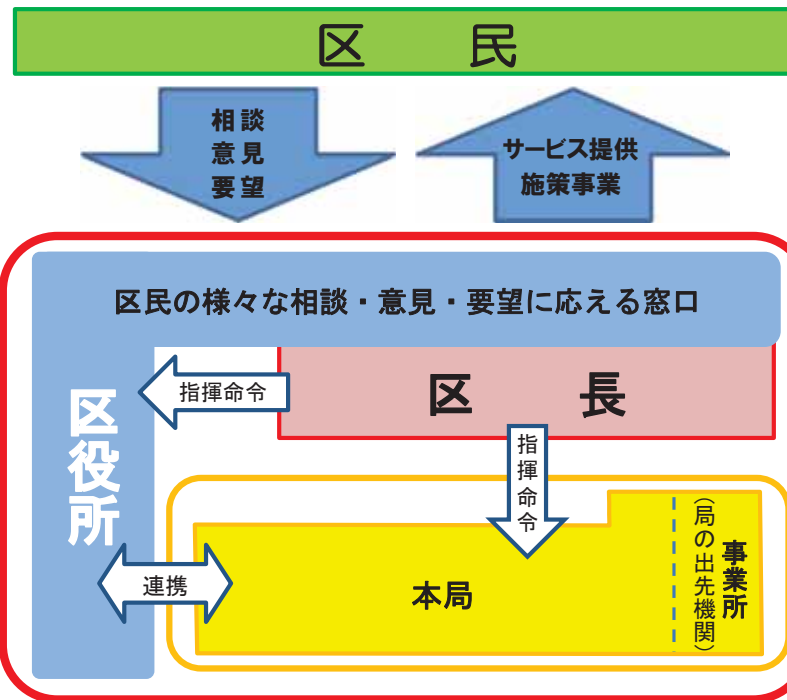 区　民
相談
意見
要望
サービス提供
施策事業
区民の様々な相談・意見・要望に応える窓口
区役所
指揮命令
区　長
指揮命令
連携
本局
事業所
（局の出先機関）